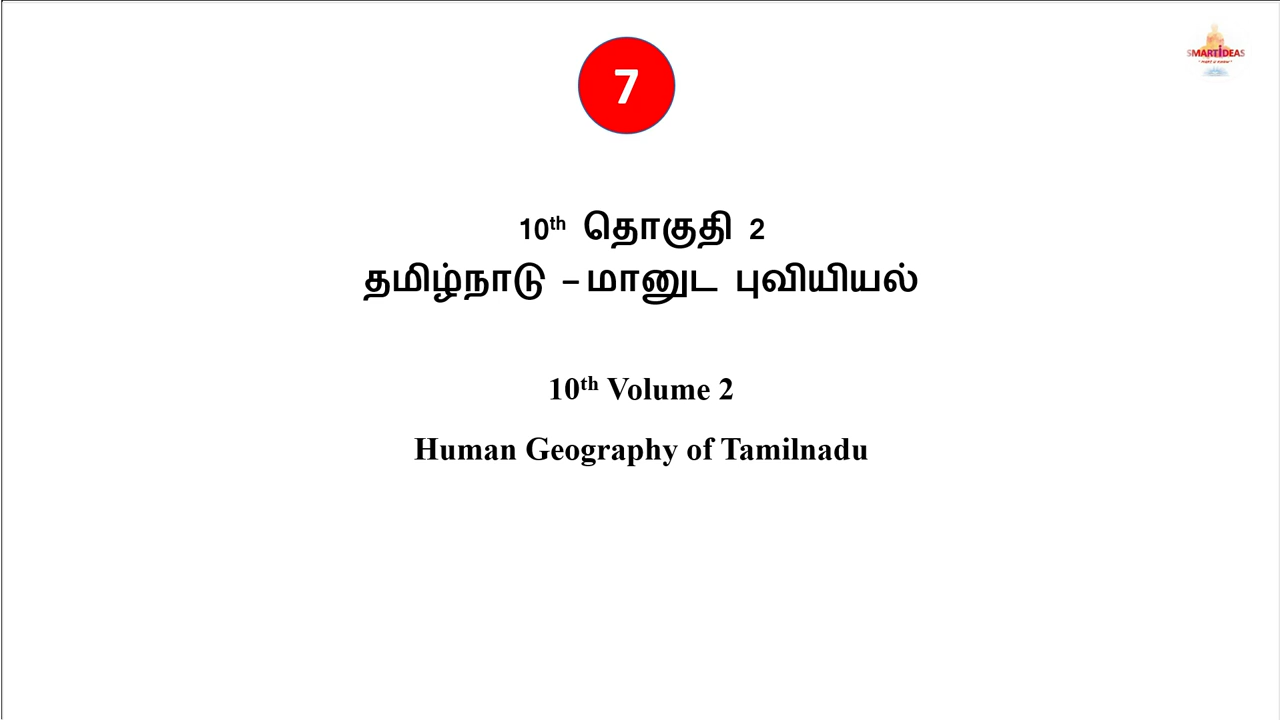 SMARTiDEAS
7
10th தொகுதி 2
தமிழ்நாடு – மானுட புவியியல்
10th Volume 2
Human Geography of Tamilnadu